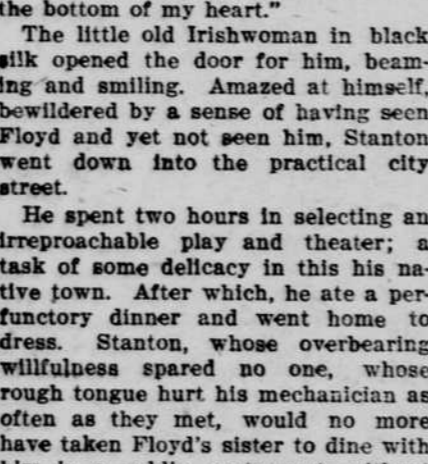 the bottom of my heart."
The little old Irishwoman in black
silk opened the door for him, beam-
ing and smiling. Amazed at himself,
bewildered by a sense of having seen
Floyd and yet not seen him, Stanton
went down into the practical city
street.
He spent two hours in selecting an
irreproachable play and theater; a
task of some delicacy in this his na-
tive town. After which, he ate a per-
functory dinner and went home to
dress. Stanton, whose overbearing
willfulness spared no one, whose
rough tongue hurt his mechanician as
often as they met, would no more
have taken Floyd's sister to dine with